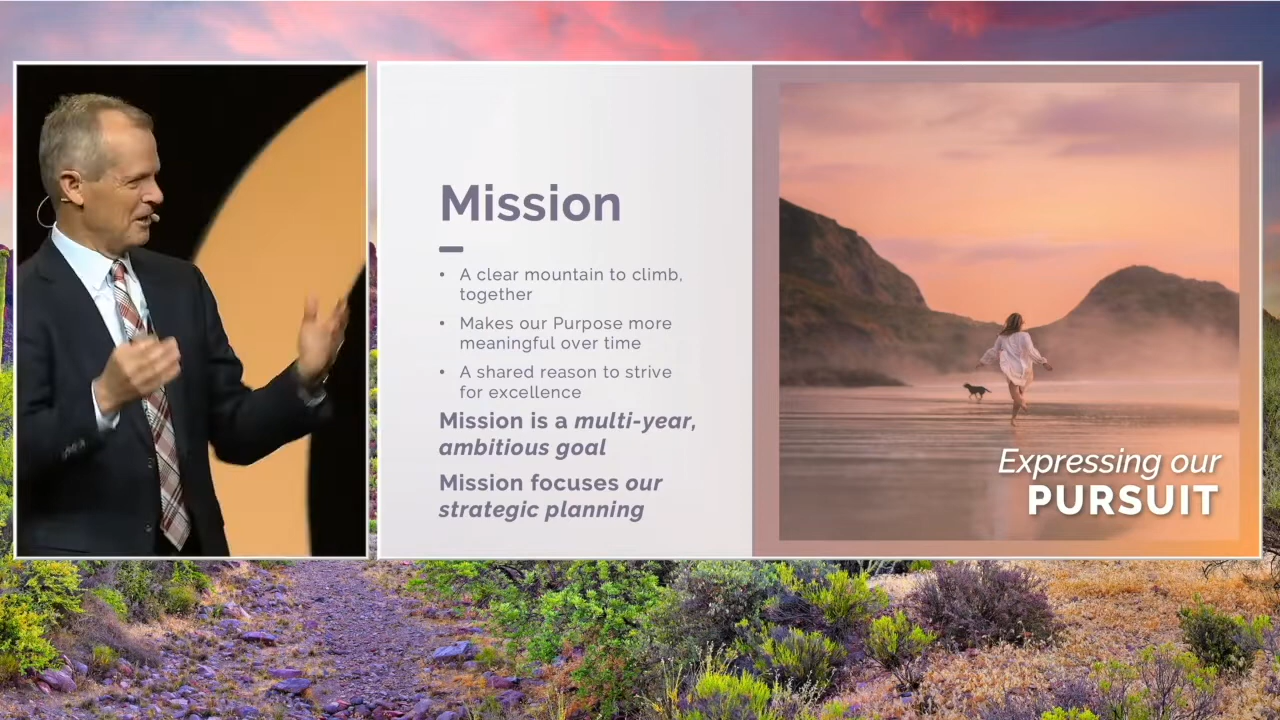 Mission
• A clear mountain to climb,
together
• Makes our Purpose more
meaningful over time
• A shared reason to strive
for excellence
Mission is a multi-year,
ambitious goal
Mission focuses our
strategic planning
Expressing our
PURSUIT